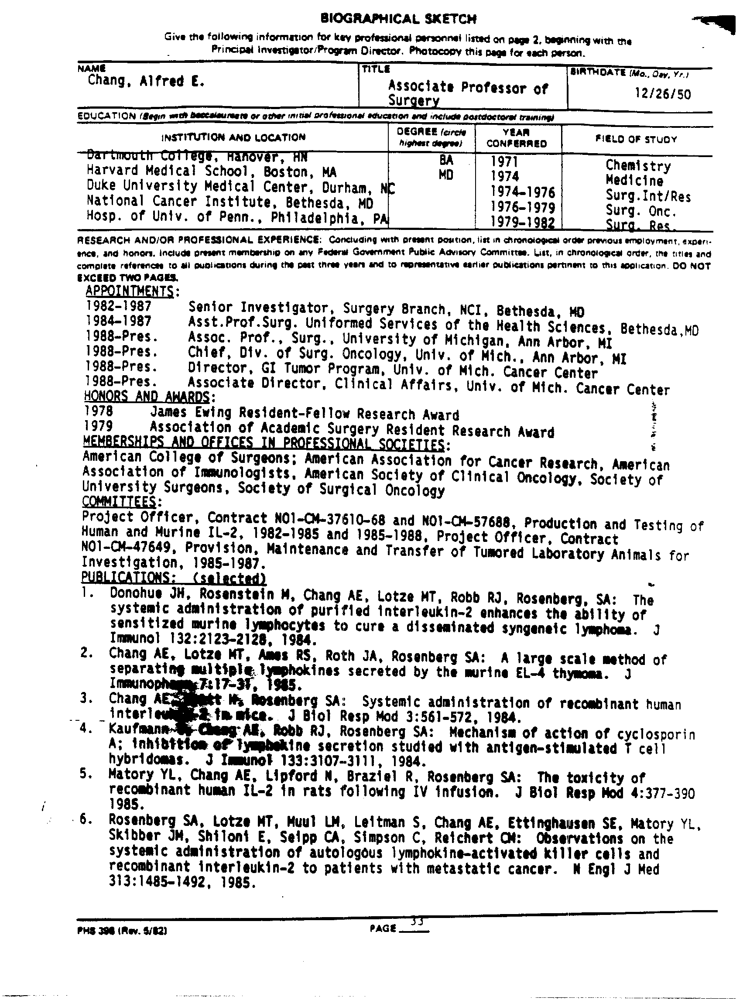 BIOGRAPHICAL SKETCH
Give the following information for key professional personnel listed on page 2, beginning with the
Principal Investigator/Program Director. Photocopy this page for each person.
NAME
Chang, Alfred E.
TITLE
Associate Professor of
Surgery
BIRTHDATE (Mo., Day, Yr.)
12/26/50
EDUCATION (Begin with baccalaureate or other initial professional education and include postdoctoral training)
INSTITUTION AND LOCATION DEGREE (circle highest degree) YEAR CONFERRED FIELD OF STUDY
Dartmouth College, Hanover, HN BA 1971 Chemistry
Harvard Medical School, Boston, MA MD 1974 Medicine
Duke University Medical Center, Durham, NC 1974-1976 Surg.Int/Res
National Cancer Institute, Bethesda, MD 1976-1979 Surg. Onc.
Hosp. of Univ. of Penn., Philadelphia, PA 1979-1982 Surg. Res.
RESEARCH AND/OR PROFESSIONAL EXPERIENCE: Concluding with present position, list in chronological order previous employment, experi-
ence, and honors. Include present membership on any Federal Government Public Advisory Committee. List, in chronological order, the titles and
complete references to all publications during the past three years and to representative earlier publications pertinent to this application. DO NOT
EXCEED TWO PAGES.
APPOINTMENTS:
1982-1987 Senior Investigator, Surgery Branch, NCI, Bethesda, MD
1984-1987 Asst.Prof.Surg. Uniformed Services of the Health Sciences, Bethesda,MD
1988-Pres. Assoc. Prof., Surg., University of Michigan, Ann Arbor, MI
1988-Pres. Chief, Div. of Surg. Oncology, Univ. of Mich., Ann Arbor, MI
1988-Pres. Director, GI Tumor Program, Univ. of Mich. Cancer Center
1988-Pres. Associate Director, Clinical Affairs, Univ. of Mich. Cancer Center
HONORS AND AWARDS:
1978 James Ewing Resident-Fellow Research Award
1979 Association of Academic Surgery Resident Research Award
MEMBERSHIPS AND OFFICES IN PROFESSIONAL SOCIETIES:
American College of Surgeons; American Association for Cancer Research, American
Association of Immunologists, American Society of Clinical Oncology, Society of
University Surgeons, Society of Surgical Oncology
COMMITTEES:
Project Officer, Contract NO1-CM-37610-68 and NO1-CM-57688, Production and Testing of
Human and Murine IL-2, 1982-1985 and 1985-1988, Project Officer, Contract
NO1-CM-47649, Provision, Maintenance and Transfer of Tumored Laboratory Animals for
Investigation, 1985-1987.
PUBLICATIONS: (selected)
1. Donohue JH, Rosenstein M, Chang AE, Lotze MT, Robb RJ, Rosenberg, SA: The
systemic administration of purified interleukin-2 enhances the ability of
sensitized murine lymphocytes to cure a disseminated syngeneic lymphoma. J
Immunol 132:2123-2128, 1984.
2. Chang AE, Lotze MT, Ames RS, Roth JA, Rosenberg SA: A large scale method of
separating multiple lymphokines secreted by the murine EL-4 thymoma. J
1985.
3. Chang AE, Rosenberg SA: Systemic administration of recombinant human
in mice. J Biol Resp Mod 3:561-572, 1984.
4. Kaufmann Chang AE, Robb RJ, Rosenberg SA: Mechanism of action of cyclosporin
A; inhibition of lymphokine secretion studied with antigen-stimulated T cell
hybridomas. J Immunol 133:3107-3111, 1984.
5. Matory YL, Chang AE, Lipford N, Braziel R, Rosenberg SA: The toxicity of
recombinant human IL-2 in rats following IV infusion. J Biol Resp Mod 4:377-390
1985.
6. Rosenberg SA, Lotze MT, Muul LM, Leitman S, Chang AE, Ettinghausen SE, Matory YL,
Skibber JM, Shiloni E, Seipp CA, Simpson C, Reichert CM: Observations on the
systemic administration of autologous lymphokine-activated killer cells and
recombinant interleukin-2 to patients with metastatic cancer. N Engl J Med
313:1485-1492, 1985.
PHS 398 (Rev. 5/82) PAGE 33